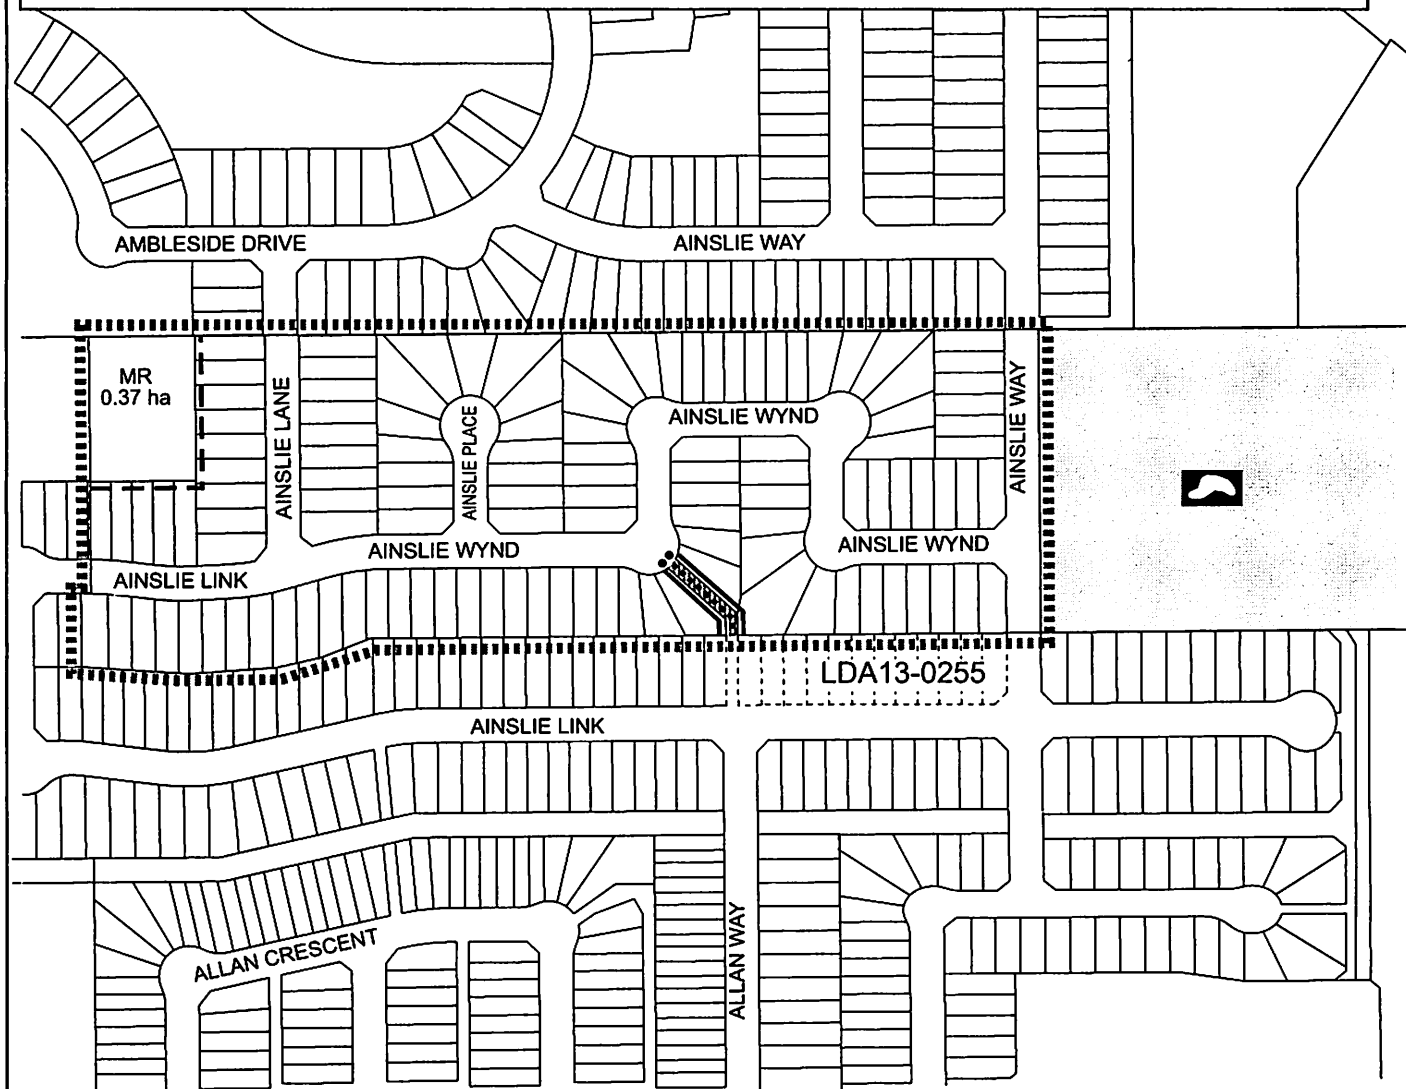 AMBLESIDE DRIVE
AINSLIE WAY
MR
0.37 ha
AINSLIE LANE
AINSLIE PLACE
AINSLIE WYND
AINSLIE WAY
AINSLIE WYND
AINSLIE WYND
AINSLIE LINK
LDA13-0255
AINSLIE LINK
ALLAN CRESCENT
ALLAN WAY